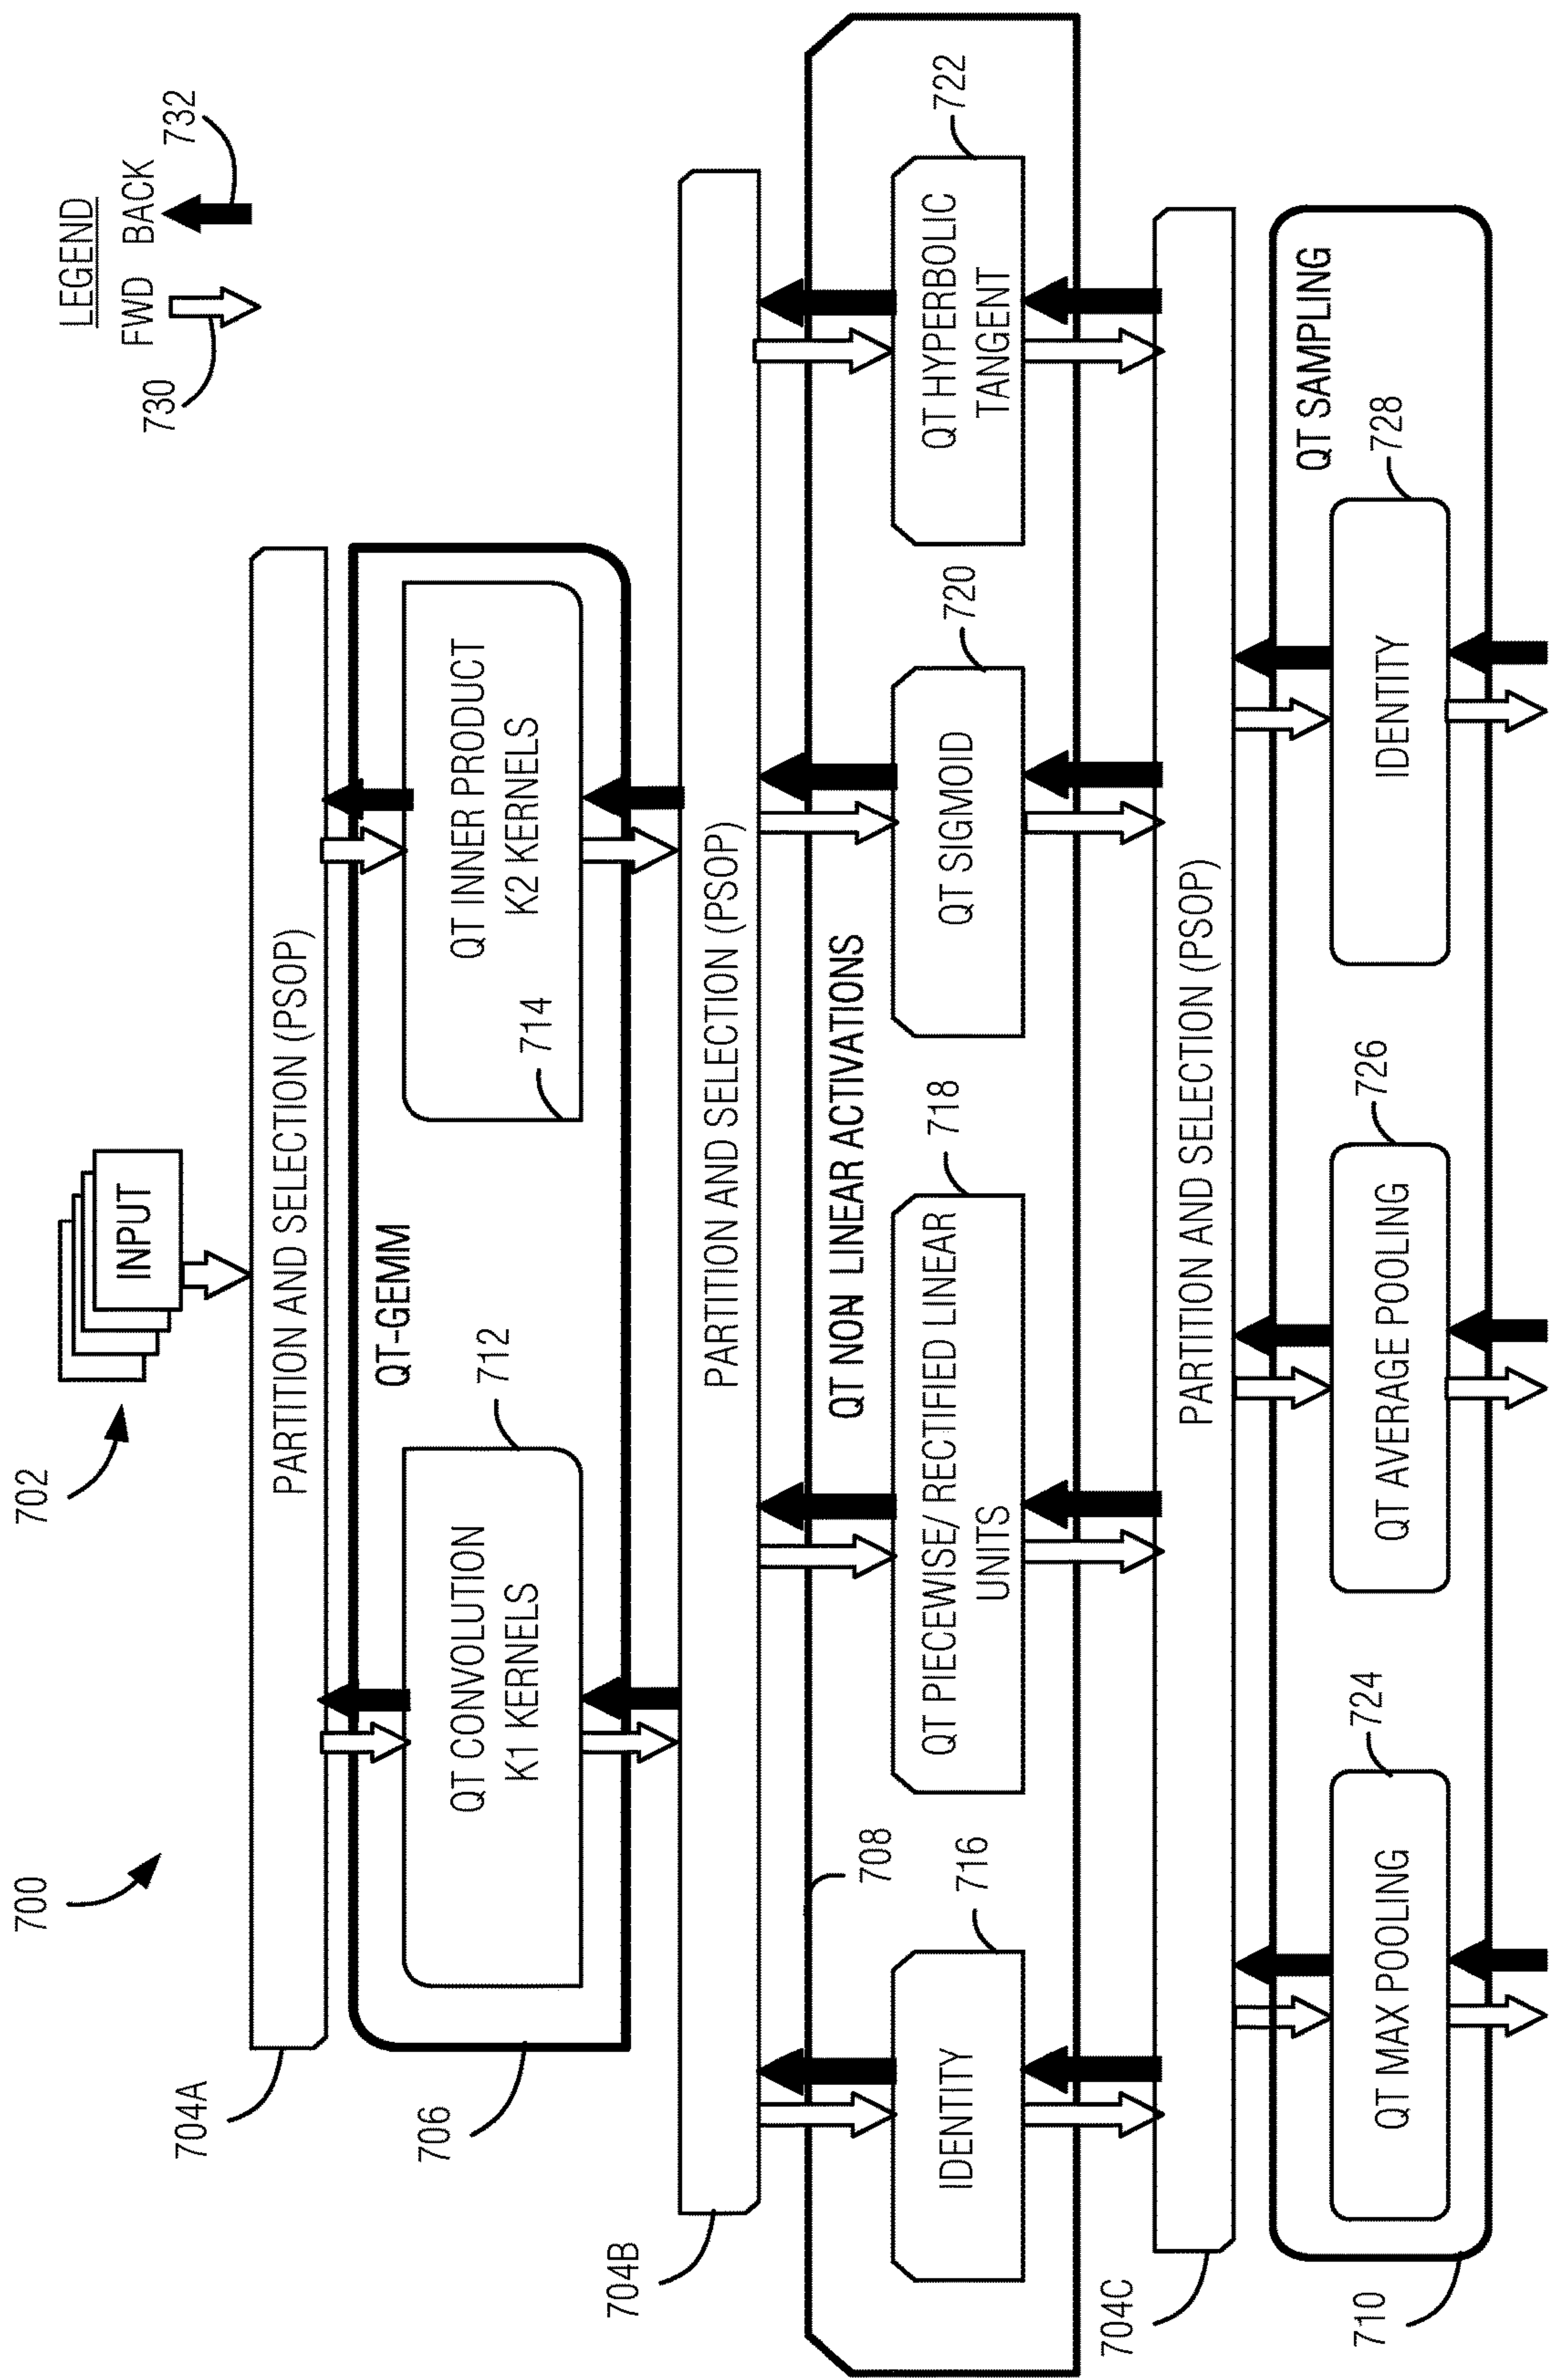 700
702
INPUT
LEGEND
FWD BACK
730
732
704A
PARTITION AND SELECTION (PSOP)
706
QT-GEMM
712
QT CONVOLUTION
K1 KERNELS
714
QT INNER PRODUCT
K2 KERNELS
704B
PARTITION AND SELECTION (PSOP)
708
QT NON LINEAR ACTIVATIONS
716
IDENTITY
718
QT PIECEWISE/ RECTIFIED LINEAR
UNITS
720
QT SIGMOID
722
QT HYPERBOLIC
TANGENT
704C
PARTITION AND SELECTION (PSOP)
710
QT SAMPLING
724
QT MAX POOLING
726
QT AVERAGE POOLING
728
IDENTITY